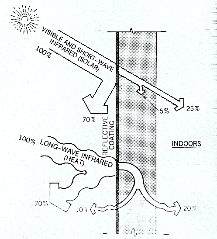 VISIBLE AND SHORT-WAVE
INFRARED (SOLAR)
100%
70%
5%
25%
REFLECTIVE
COATING
INDOORS
100% LONG-WAVE INFRARED
(HEAT)
70%
20%